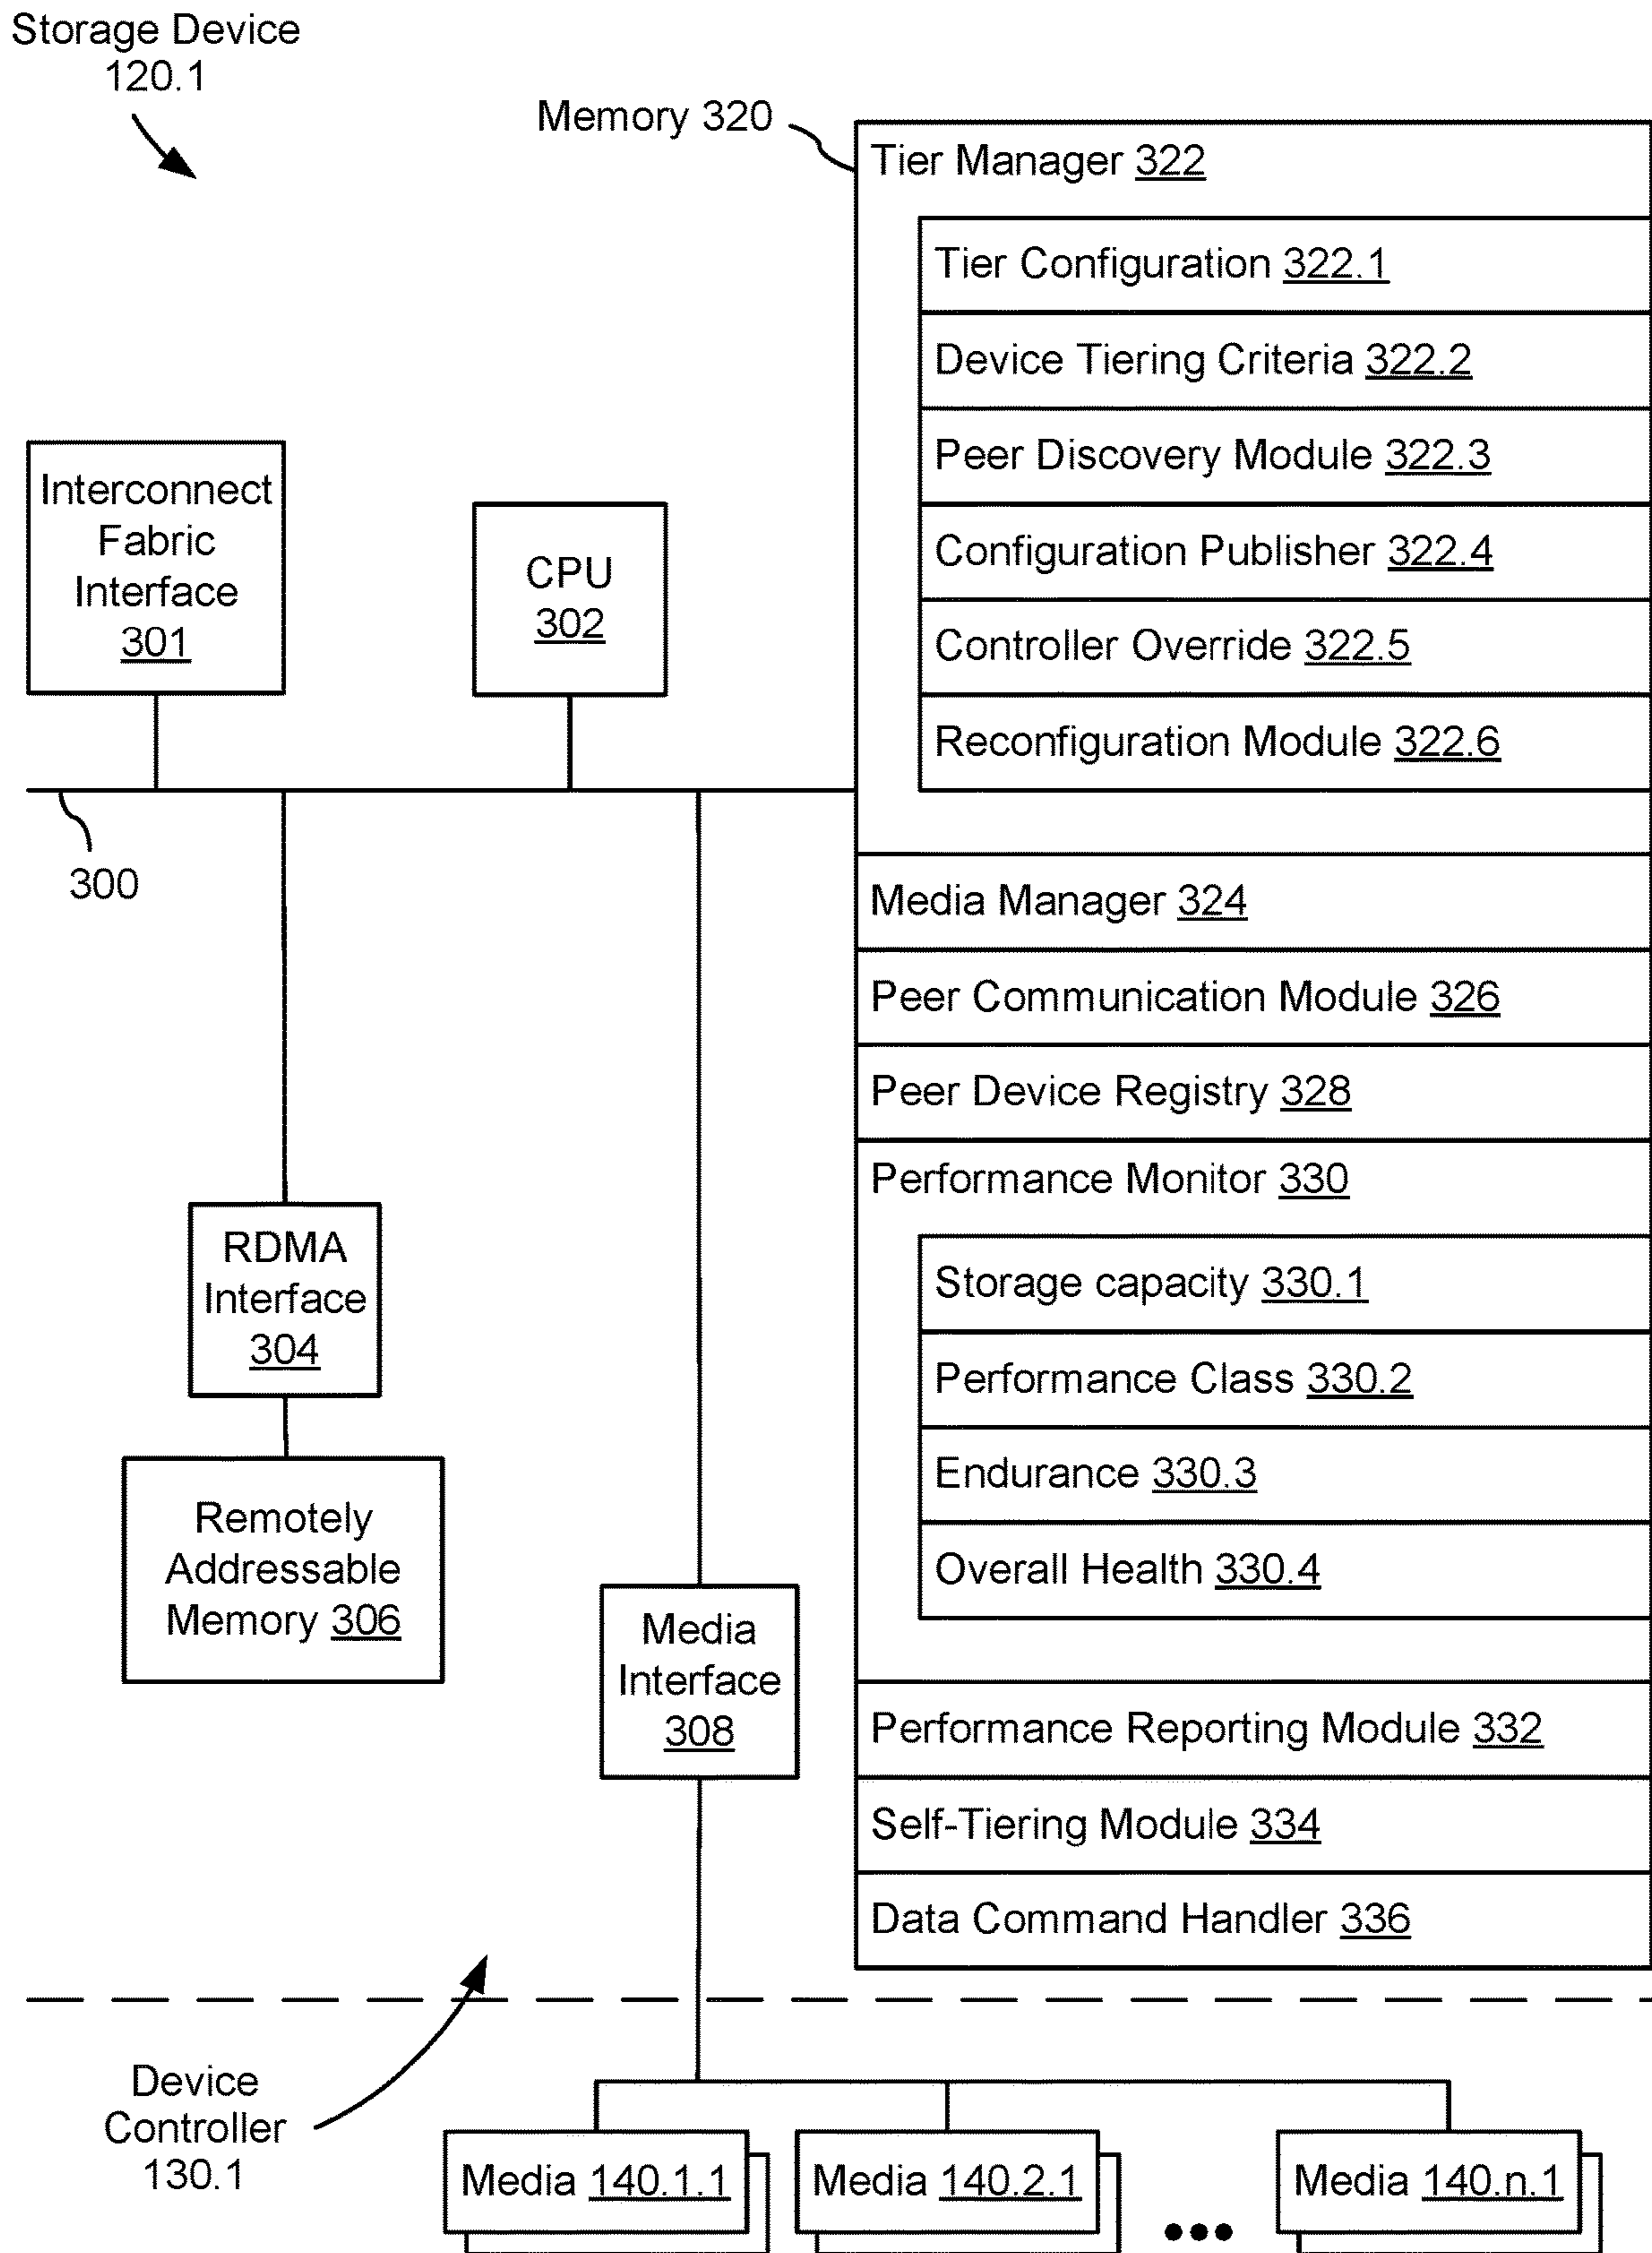 Storage Device
120.1
Memory 320
Tier Manager 322
Tier Configuration 322.1
Device Tiering Criteria 322.2
Peer Discovery Module 322.3
Configuration Publisher 322.4
Controller Override 322.5
Reconfiguration Module 322.6
Interconnect
Fabric
Interface
301
CPU
302
300
Media Manager 324
Peer Communication Module 326
Peer Device Registry 328
Performance Monitor 330
Storage capacity 330.1
Performance Class 330.2
Endurance 330.3
Overall Health 330.4
RDMA
Interface
304
Remotely
Addressable
Memory 306
Media
Interface
308
Performance Reporting Module 332
Self-Tiering Module 334
Data Command Handler 336
Device
Controller
130.1
Media 140.1.1
Media 140.2.1
•••
Media 140.n.1